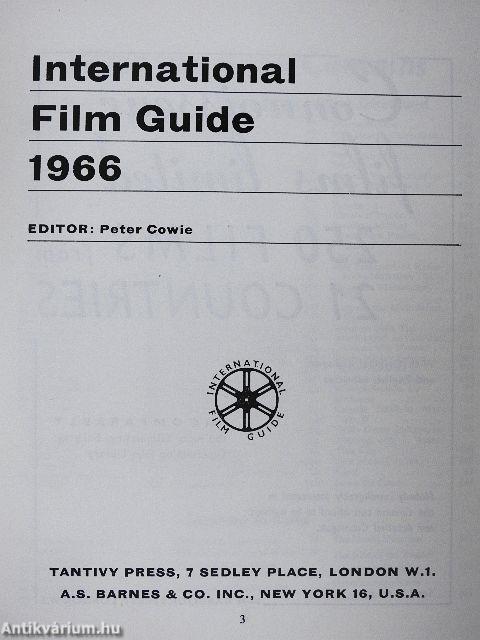 International
Film Guide
1966
EDITOR: Peter Cowie
INTERNATIONAL
FILM GUIDE
TANTIVY PRESS, 7 SEDLEY PLACE, LONDON W.1.
A.S. BARNES & CO. INC., NEW YORK 16, U.S.A.
3
Antikvárium.hu